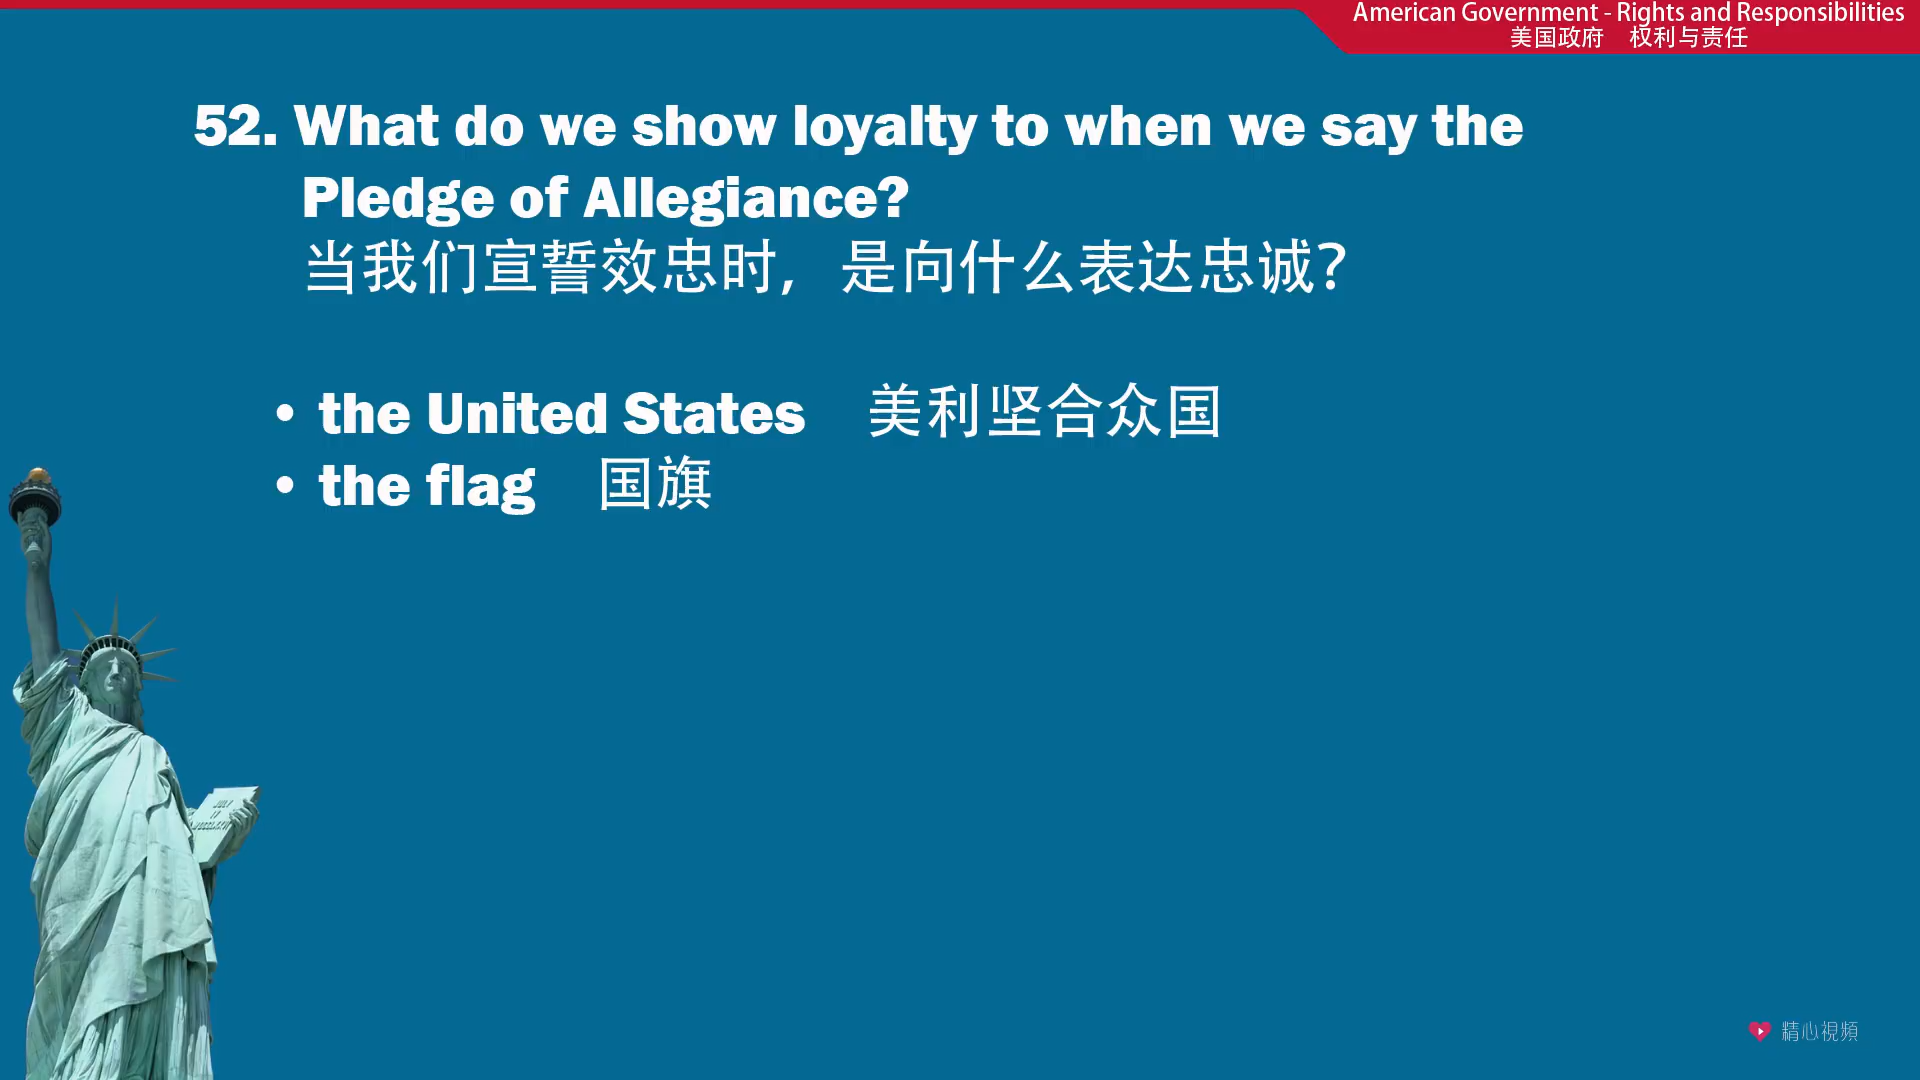 American Government - Rights and Responsibilities
美国政府 权利与责任
52. What do we show loyalty to when we say the
Pledge of Allegiance?
当我们宣誓效忠时，是向什么表达忠诚？
• the United States 美利坚合众国
• the flag 国旗
JULY
IV
精心視頻